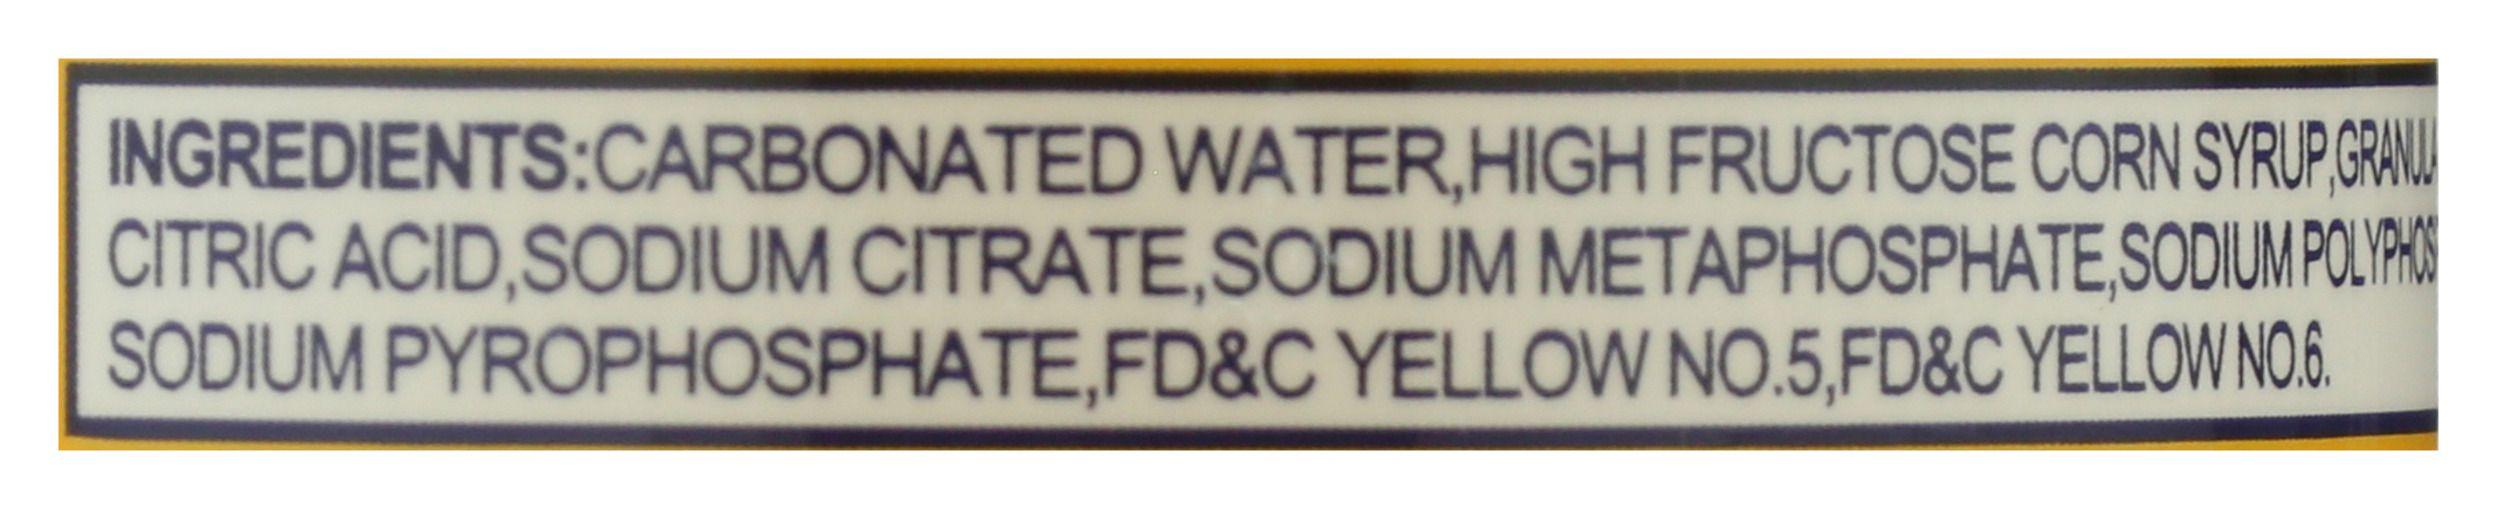 INGREDIENTS:CARBONATED WATER,HIGH FRUCTOSE CORN SYRUP,
CITRIC ACID,SODIUM CITRATE,SODIUM METAPHOSPHATE,SODIUM
SODIUM PYROPHOSPHATE,FD&C YELLOW NO.5,FD&C YELLOW NO.6.